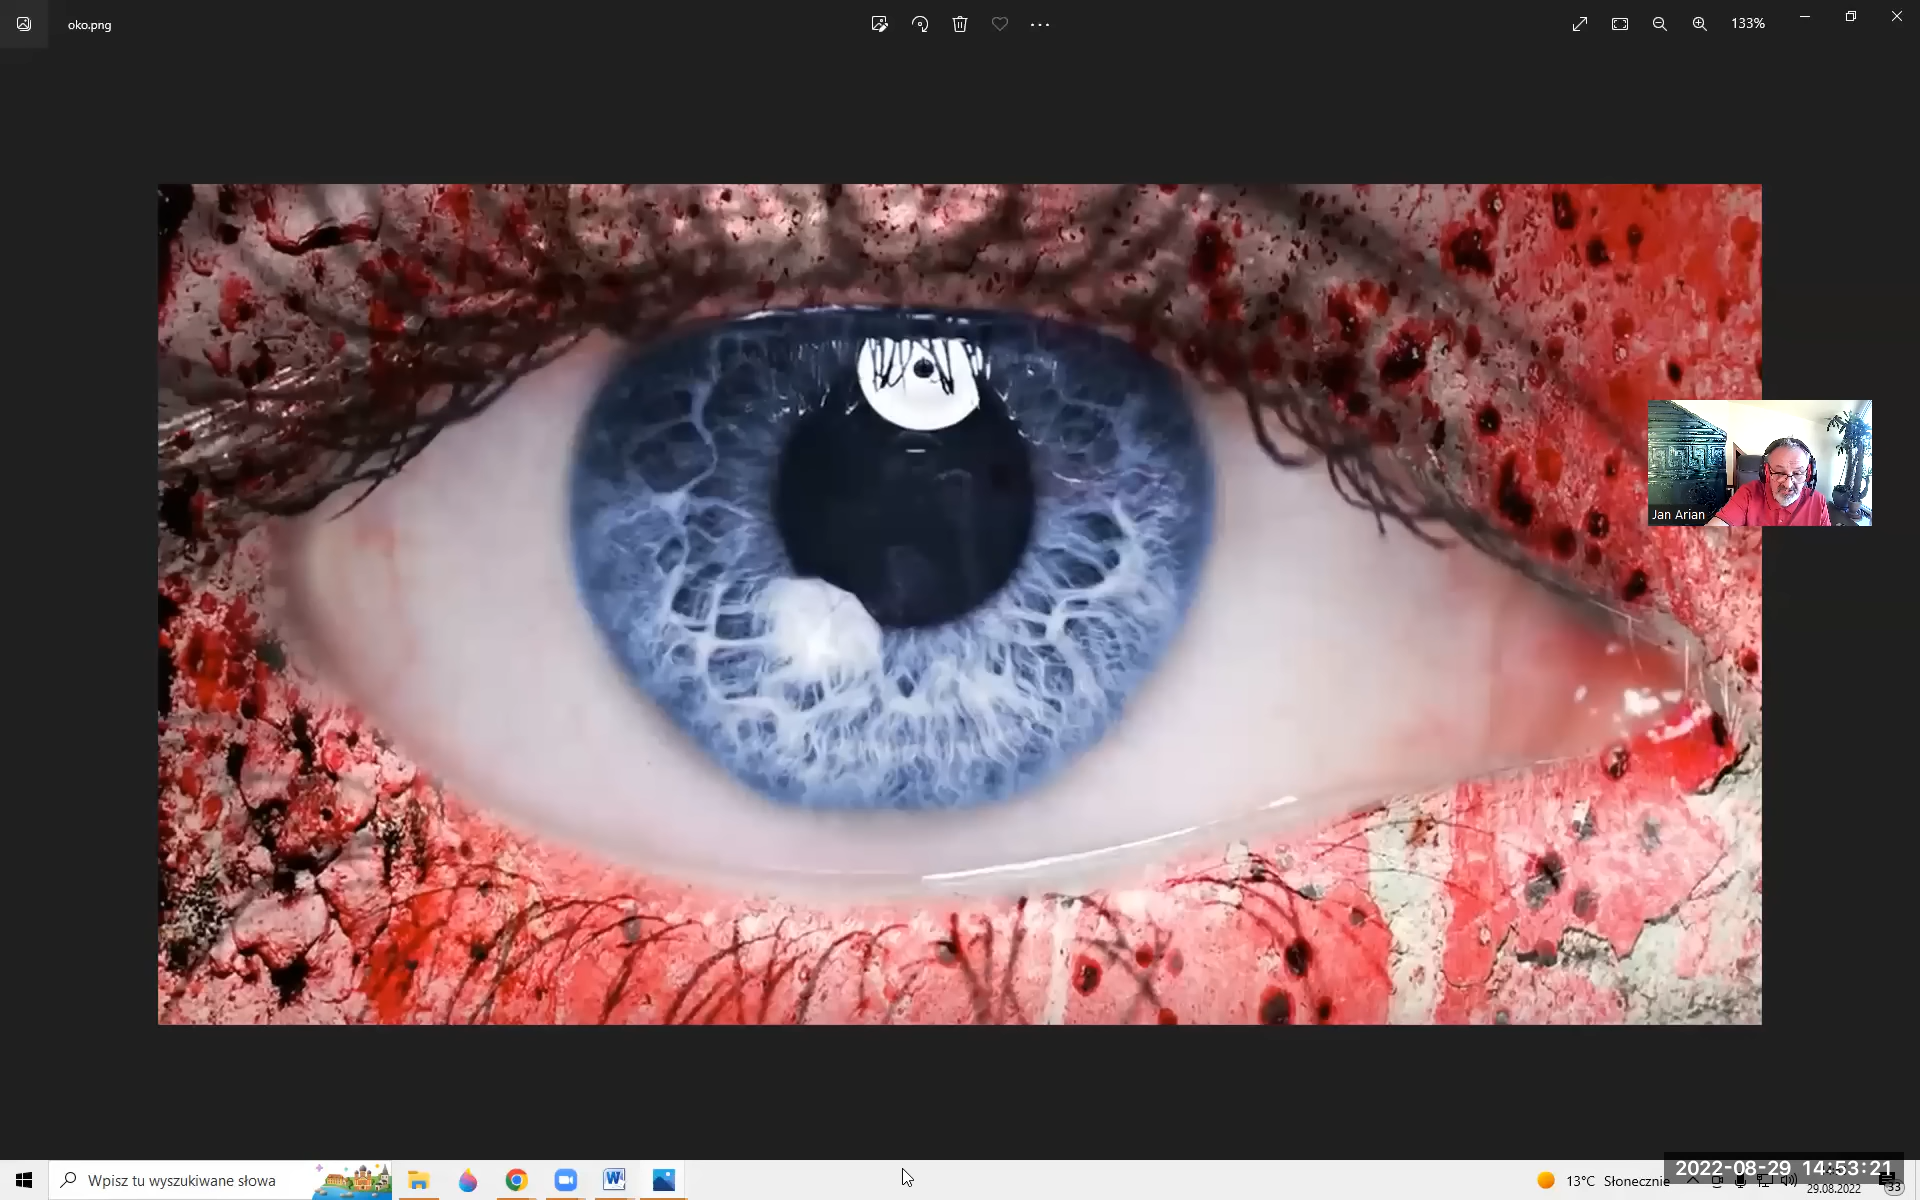 oko.png
133%
Jan Arian
Wpisz tu wyszukiwane słowa
13°C Słonecznie
2022-08-29 14:53:21
29.08.2022
33